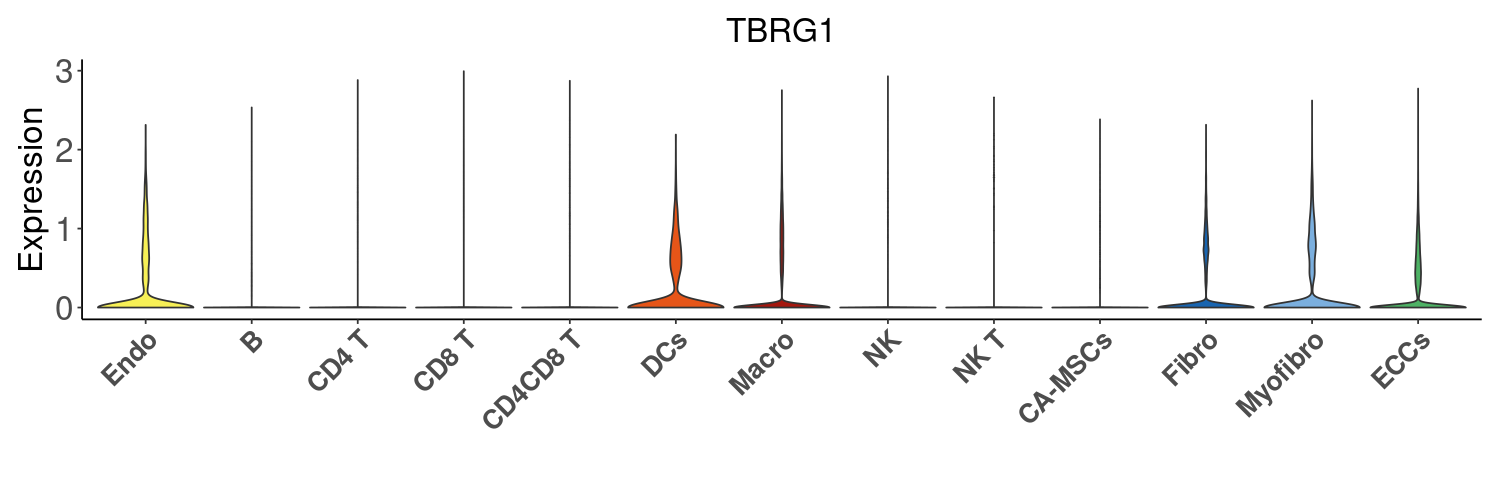 TBRG1
Expression
3
2
1
0
Endo
B
CD4 T
CD8 T
CD4CD8 T
DCs
Macro
NK
NK T
CA-MSCs
Fibro
Myofibro
ECCs